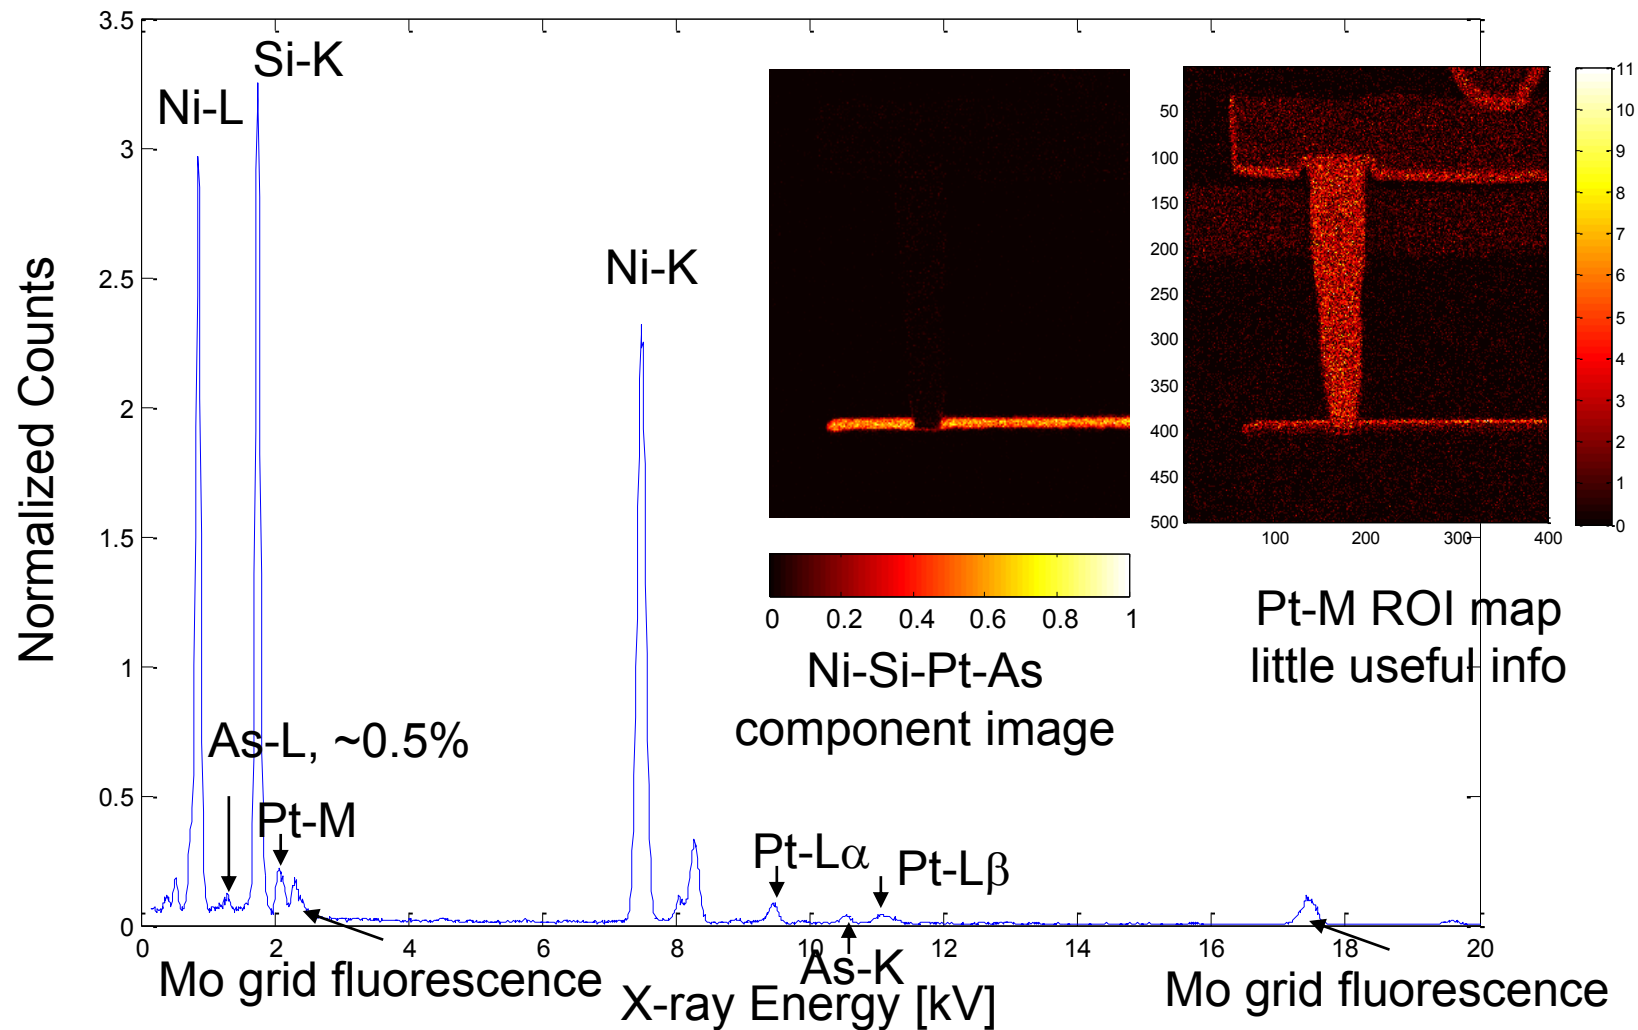 Normalized Counts
3.5
3
2.5
2
1.5
1
0.5
0
Si-K
Ni-L
Ni-K
As-L, ~0.5%
Pt-M
Pt-Lα
Pt-Lβ
As-K
Mo grid fluorescence
Mo grid fluorescence
0 2 4 6 8 10 12 14 16 18 20
X-ray Energy [kV]
0 0.2 0.4 0.6 0.8 1
Ni-Si-Pt-As
component image
50
100
150
200
250
300
350
400
450
500
100 200 300 400
11
10
9
8
7
6
5
4
3
2
1
0
Pt-M ROI map
little useful info